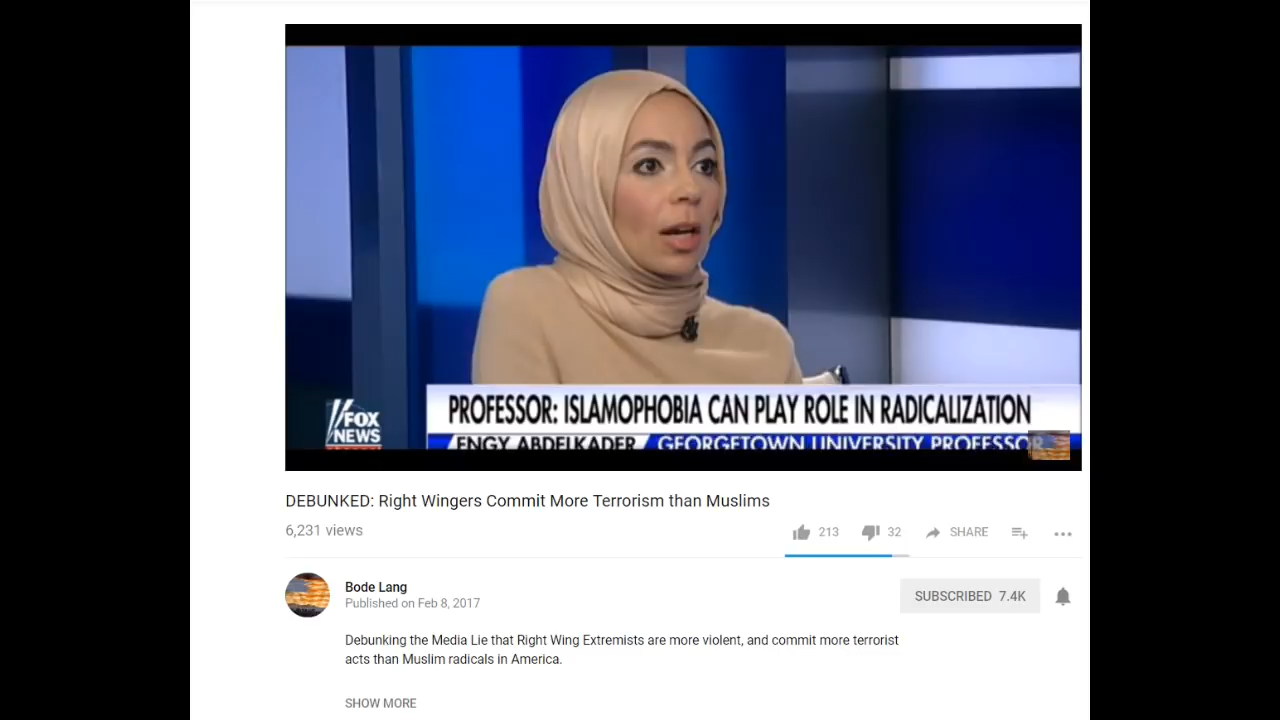 FOX
NEWS
PROFESSOR: ISLAMOPHOBIA CAN PLAY ROLE IN RADICALIZATION
ENGY ABDELKADER / GEORGETOWN UNIVERSITY PROFESSOR
DEBUNKED: Right Wingers Commit More Terrorism than Muslims
6,231 views
213 32 SHARE
Bode Lang
Published on Feb 8, 2017
SUBSCRIBED 7.4K
Debunking the Media Lie that Right Wing Extremists are more violent, and commit more terrorist
acts than Muslim radicals in America.
SHOW MORE